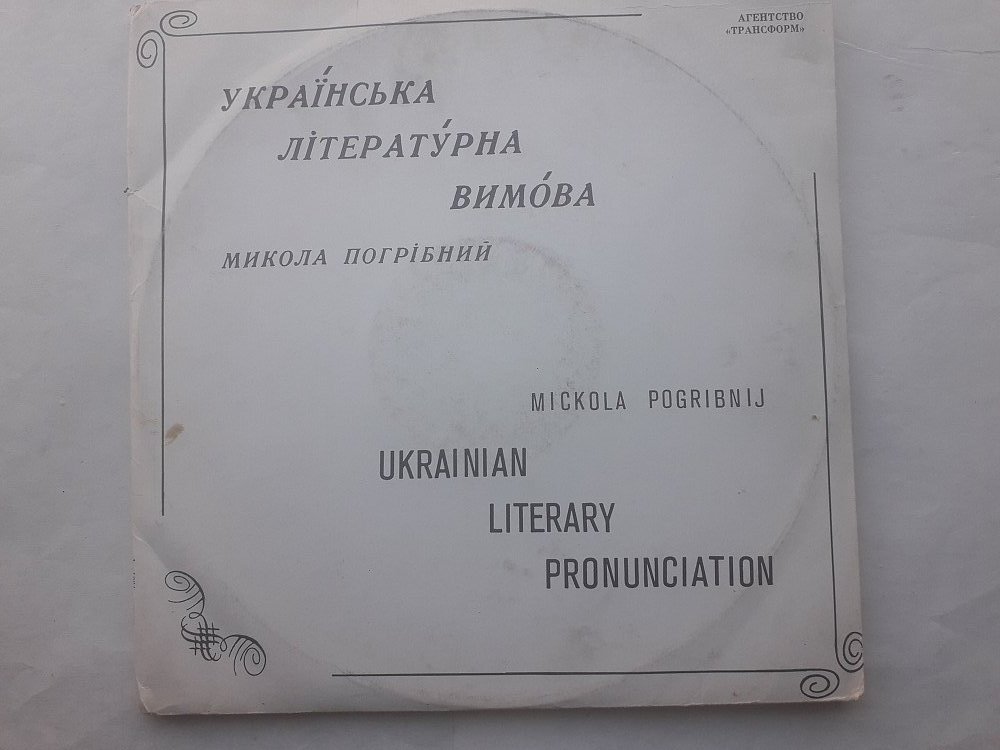 АГЕНТСТВО
«ТРАНСФОРМ»
УКРАЇ́НСЬКА
ЛІТЕРАТУ́РНА
ВИМО́ВА
МИКОЛА ПОГРІБНИЙ
MICKOLA POGRIBNIJ
UKRAINIAN
LITERARY
PRONUNCIATION